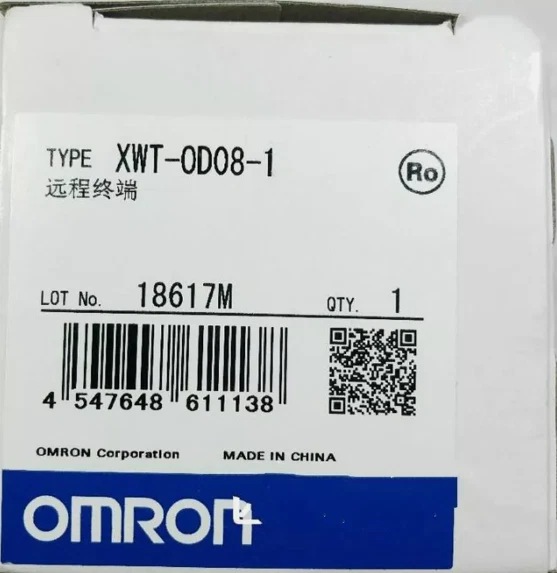 TYPE XWT-OD08-1
远程终端
Ro
LOT No. 18617M QTY. 1
4 547648 611138
OMRON Corporation MADE IN CHINA
OMRON